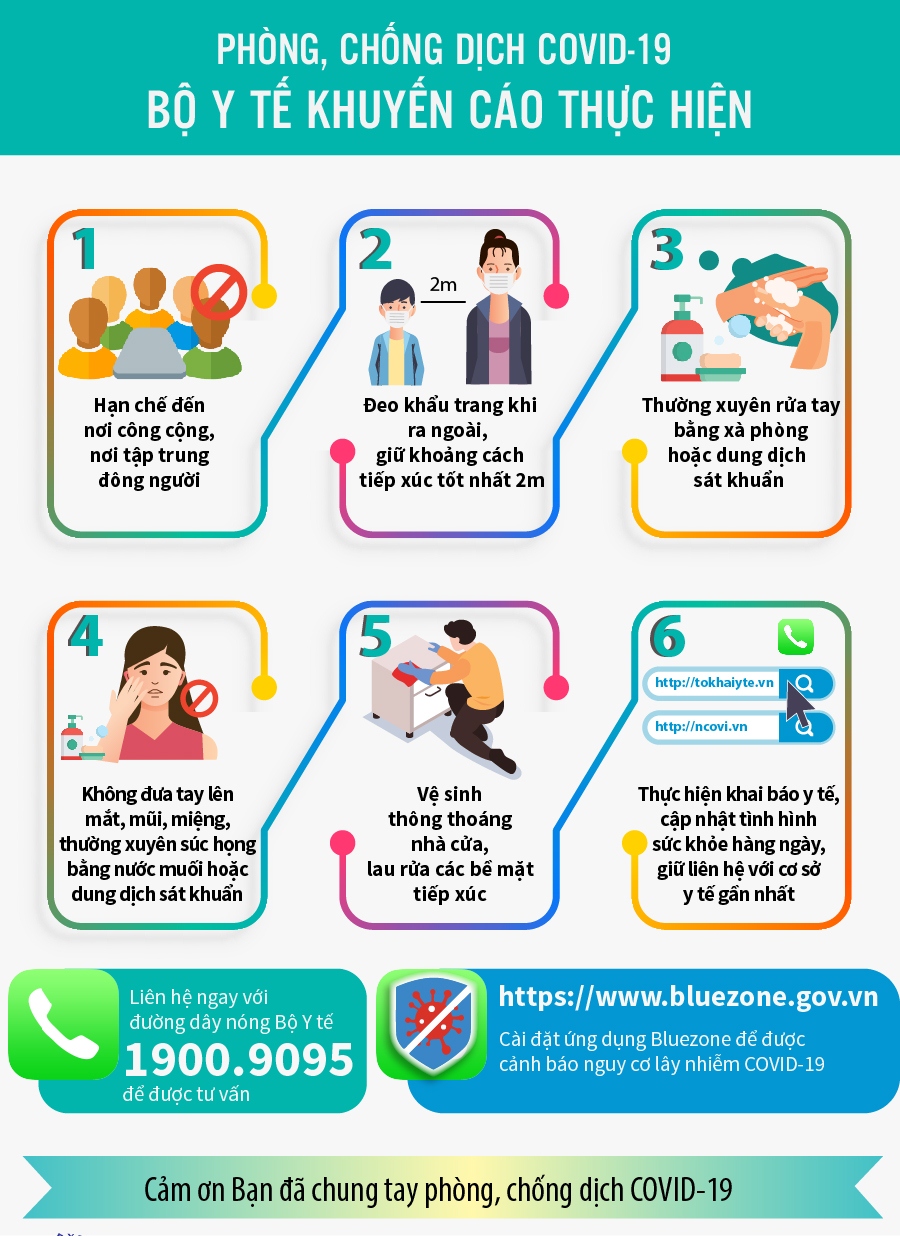 PHÒNG, CHỐNG DỊCH COVID-19
BỘ Y TẾ KHUYẾN CÁO THỰC HIỆN
1
Hạn chế đến
nơi công cộng,
nơi tập trung
đông người
2
2m
Đeo khẩu trang khi
ra ngoài,
giữ khoảng cách
tiếp xúc tốt nhất 2m
3
Thường xuyên rửa tay
bằng xà phòng
hoặc dung dịch
sát khuẩn
4
Không đưa tay lên
mắt, mũi, miệng,
thường xuyên súc họng
bằng nước muối hoặc
dung dịch sát khuẩn
5
Vệ sinh
thông thoáng
nhà cửa,
lau rửa các bề mặt
tiếp xúc
6
http://tokhaiyte.vn
http://ncovi.vn
Thực hiện khai báo y tế,
cập nhật tình hình
sức khỏe hàng ngày,
giữ liên hệ với cơ sở
y tế gần nhất
Liên hệ ngay với
đường dây nóng Bộ Y tế
1900.9095
để được tư vấn
https://www.bluezone.gov.vn
Cài đặt ứng dụng Bluezone để được
cảnh báo nguy cơ lây nhiễm COVID-19
Cảm ơn Bạn đã chung tay phòng, chống dịch COVID-19